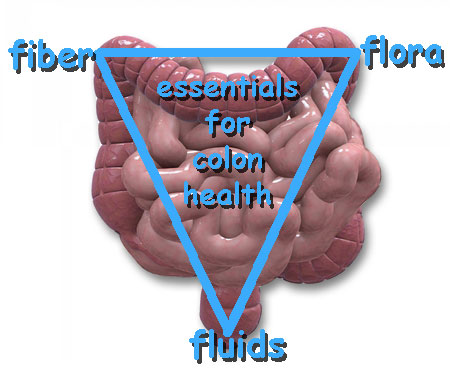 fiber
flora
essentials
for
colon
health
fluids